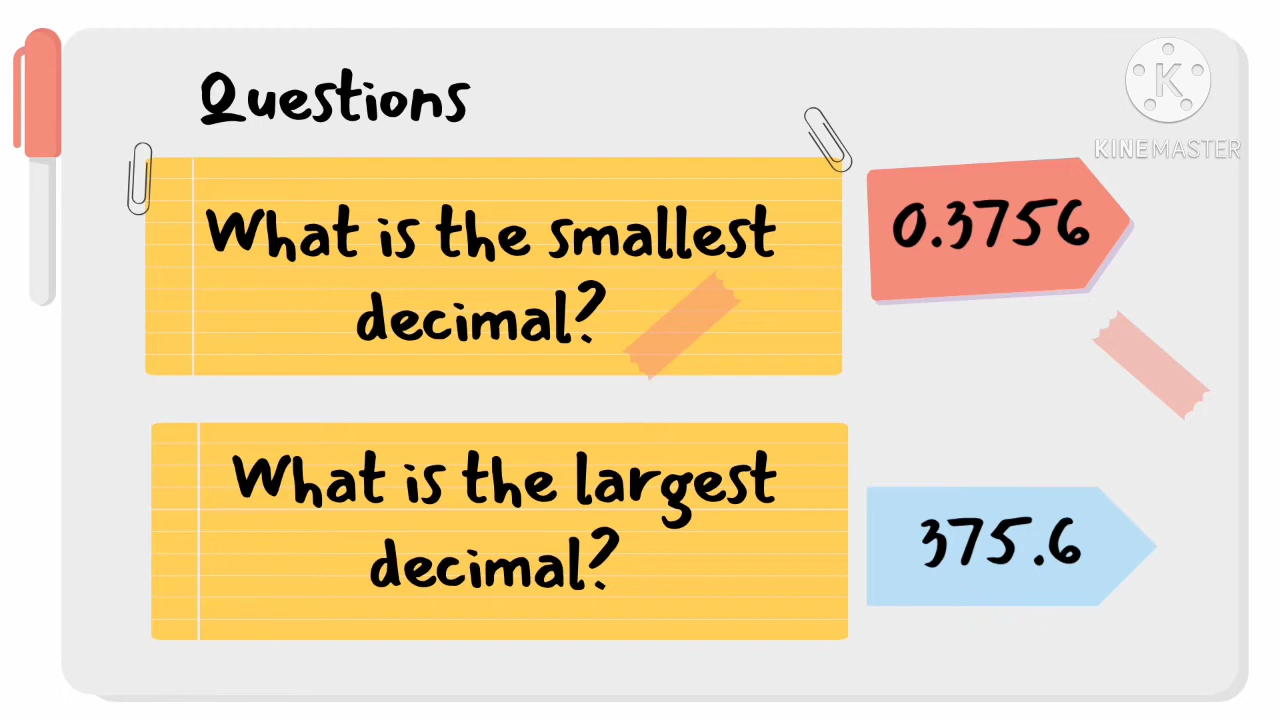 Questions
K
KINEMASTER
What is the smallest
decimal?
0.3756
What is the largest
decimal?
375.6